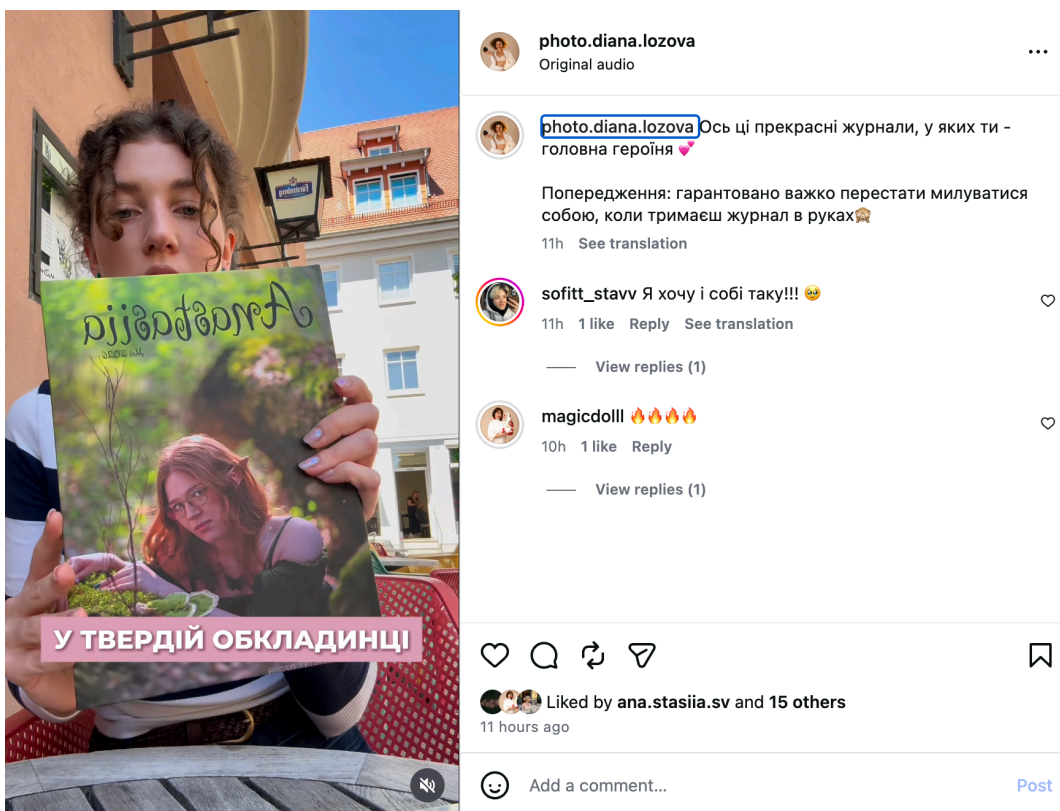 photo.diana.lozova
Original audio
photo.diana.lozova Ось ці прекрасні журнали, у яких ти -
головна героїня 💕
Попередження: гарантовано важко перестати милуватися
собою, коли тримаєш журнал в руках🙈
11h See translation
sofitt_stavv Я хочу і собі таку!!! 🥹
11h 1 like Reply See translation
View replies (1)
magicdolll 🔥🔥🔥🔥
10h 1 like Reply
View replies (1)
Liked by ana.stasiia.sv and 15 others
11 hours ago
Add a comment... Post
Anastasiia
Mai 2026
У ТВЕРДІЙ ОБКЛАДИНЦІ